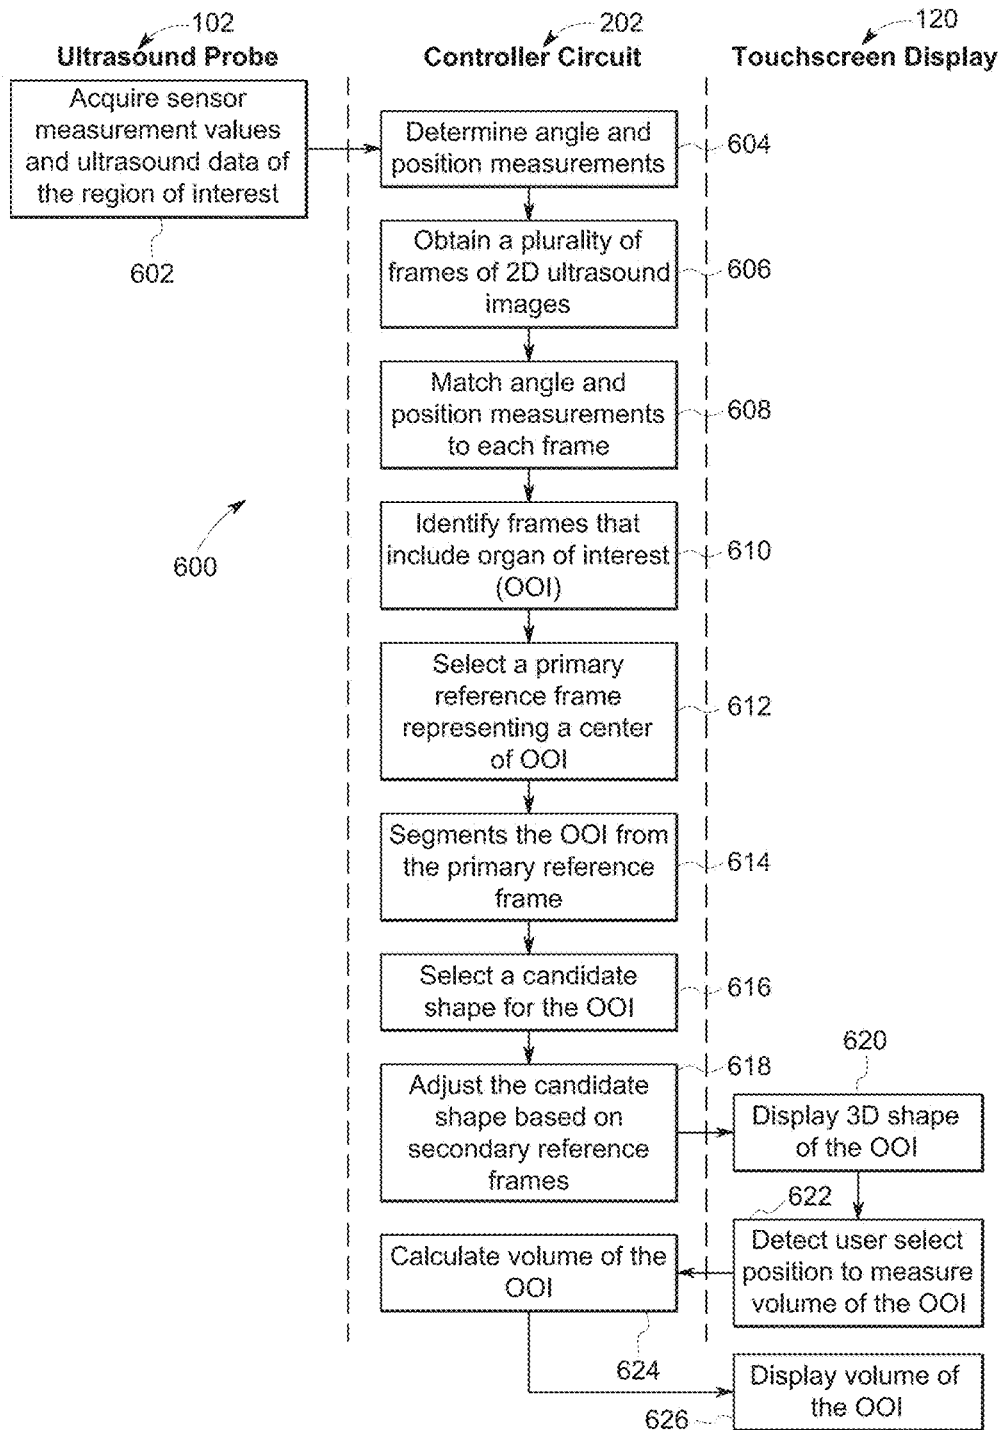 102
Ultrasound Probe
202
Controller Circuit
120
Touchscreen Display
Acquire sensor
measurement values
and ultrasound data of
the region of interest
602
Determine angle and
position measurements
604
Obtain a plurality of
frames of 2D ultrasound
images
606
Match angle and
position measurements
to each frame
608
600
Identify frames that
include organ of interest
(OOI)
610
Select a primary
reference frame
representing a center
of OOI
612
Segments the OOI from
the primary reference
frame
614
Select a candidate
shape for the OOI
616
Adjust the candidate
shape based on
secondary reference
frames
618
620
Display 3D shape
of the OOI
622
Detect user select
position to measure
volume of the OOI
Calculate volume of the
OOI
624
Display volume of
the OOI
626